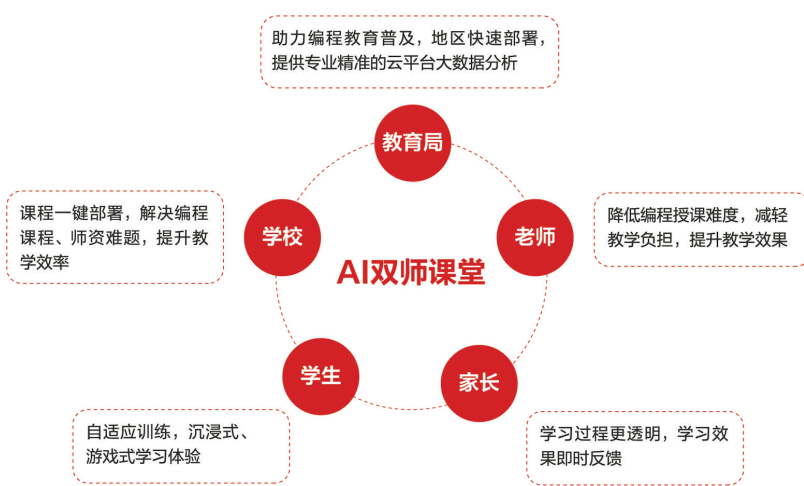 助力编程教育普及，地区快速部署，
提供专业精准的云平台大数据分析
教育局
课程一键部署，解决编程
课程、师资难题，提升教
学效率
学校
老师
降低编程授课难度，减轻
教学负担，提升教学效果
AI双师课堂
学生
家长
自适应训练，沉浸式、
游戏式学习体验
学习过程更透明，学习效
果即时反馈